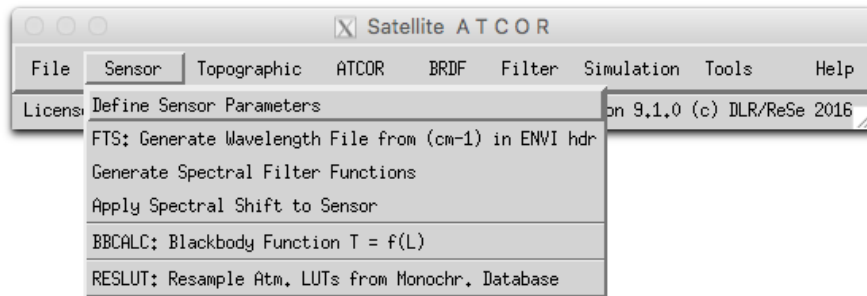 Satellite A T C O R
File Sensor Topographic ATCOR BRDF Filter Simulation Tools Help
Define Sensor Parameters
on 9.1.0 (c) DLR/ReSe 2016
FTS: Generate Wavelength File from (cm-1) in ENVI hdr
Generate Spectral Filter Functions
Apply Spectral Shift to Sensor
BBCALC: Blackbody Function T = f(L)
RESLUT: Resample Atm. LUTs from Monochr. Database